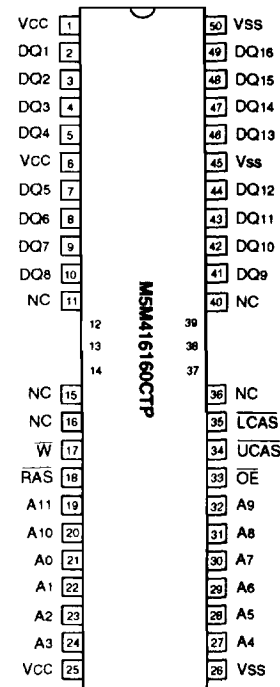 VCC 1 50 VSS
DQ1 2 49 DQ16
DQ2 3 48 DQ15
DQ3 4 47 DQ14
DQ4 5 46 DQ13
VCC 6 45 Vss
DQ5 7 44 DQ12
DQ6 8 43 DQ11
DQ7 9 42 DQ10
DQ8 10 41 DQ9
NC 11 40 NC
12 39
13 38
14 37
M5M416160CTP
NC 15 36 NC
NC 16 35 LCAS
W 17 34 UCAS
RAS 18 33 OE
A11 19 32 A9
A10 20 31 A8
A0 21 30 A7
A1 22 29 A6
A2 23 28 A5
A3 24 27 A4
VCC 25 26 VSS